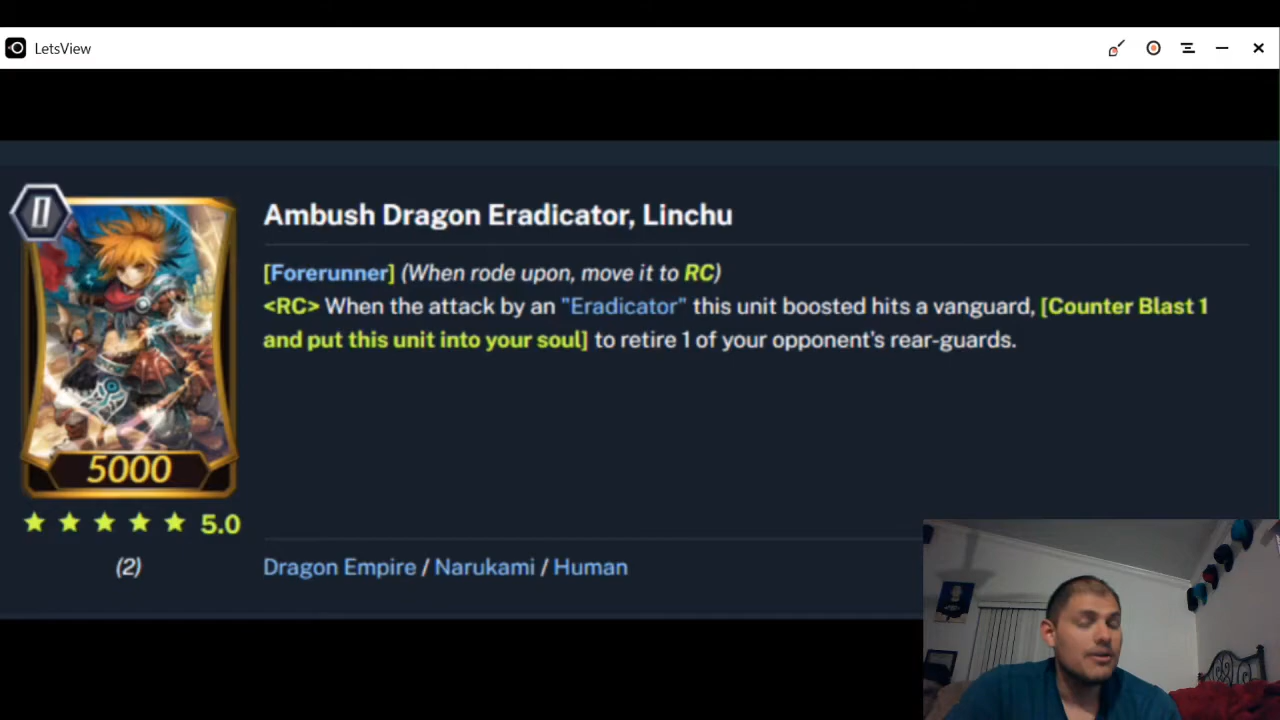 LetsView
0
Ambush Dragon Eradicator, Linchu
[Forerunner] (When rode upon, move it to RC)
<RC> When the attack by an "Eradicator" this unit boosted hits a vanguard, [Counter Blast 1
and put this unit into your soul] to retire 1 of your opponent's rear-guards.
5000
5.0
(2)
Dragon Empire / Narukami / Human